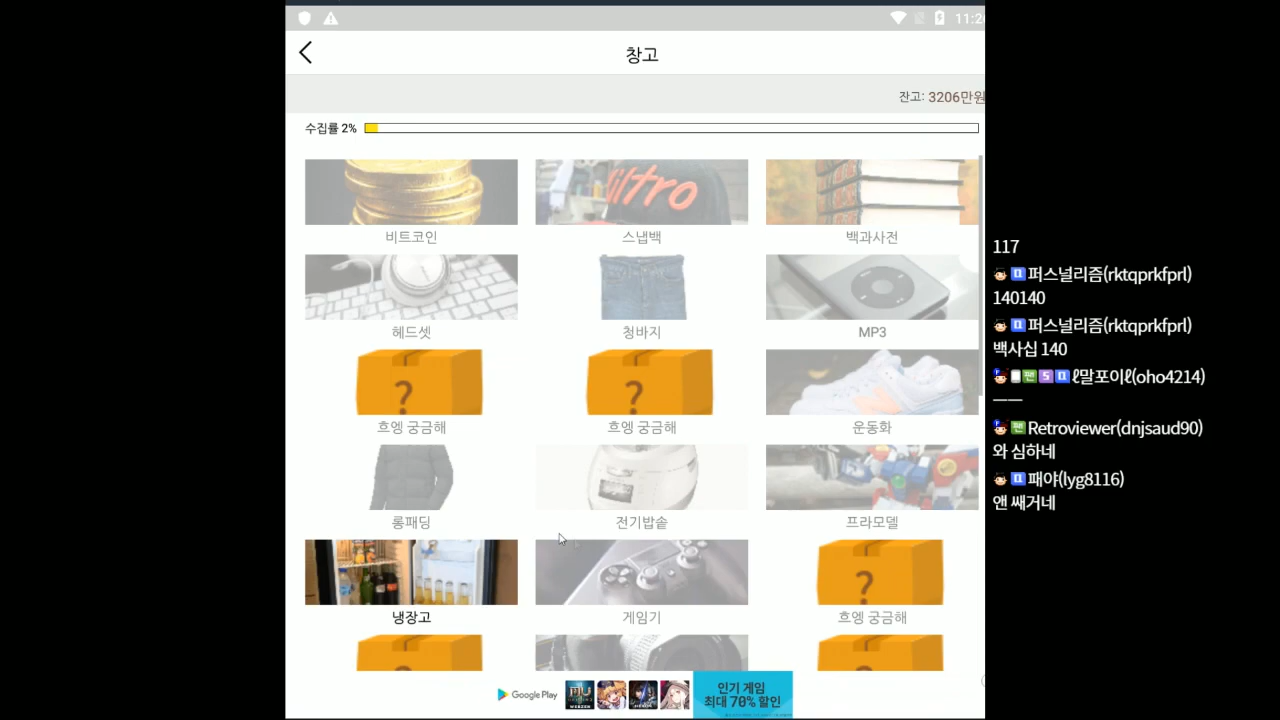 11:2
창고
잔고: 3206만원
수집률 2%
filtro
비트코인
스냅백
백과사전
헤드셋
청바지
MP3
?
?
흐엥 궁금해
흐엥 궁금해
운동화
롱패딩
전기밥솥
프라모델
?
냉장고
게임기
흐엥 궁금해
Google Play
MU
WEBZEN
인기 게임
최대 70% 할인
117
퍼스널리즘(rktqprkfprl)
140140
퍼스널리즘(rktqprkfprl)
백사십 140
팬 S ℓ말포이ℓ(oho4214)
ㅡㅡ
팬 Retroviewer(dnjsaud90)
와 심하네
패야(lyg8116)
앤 쌔거네